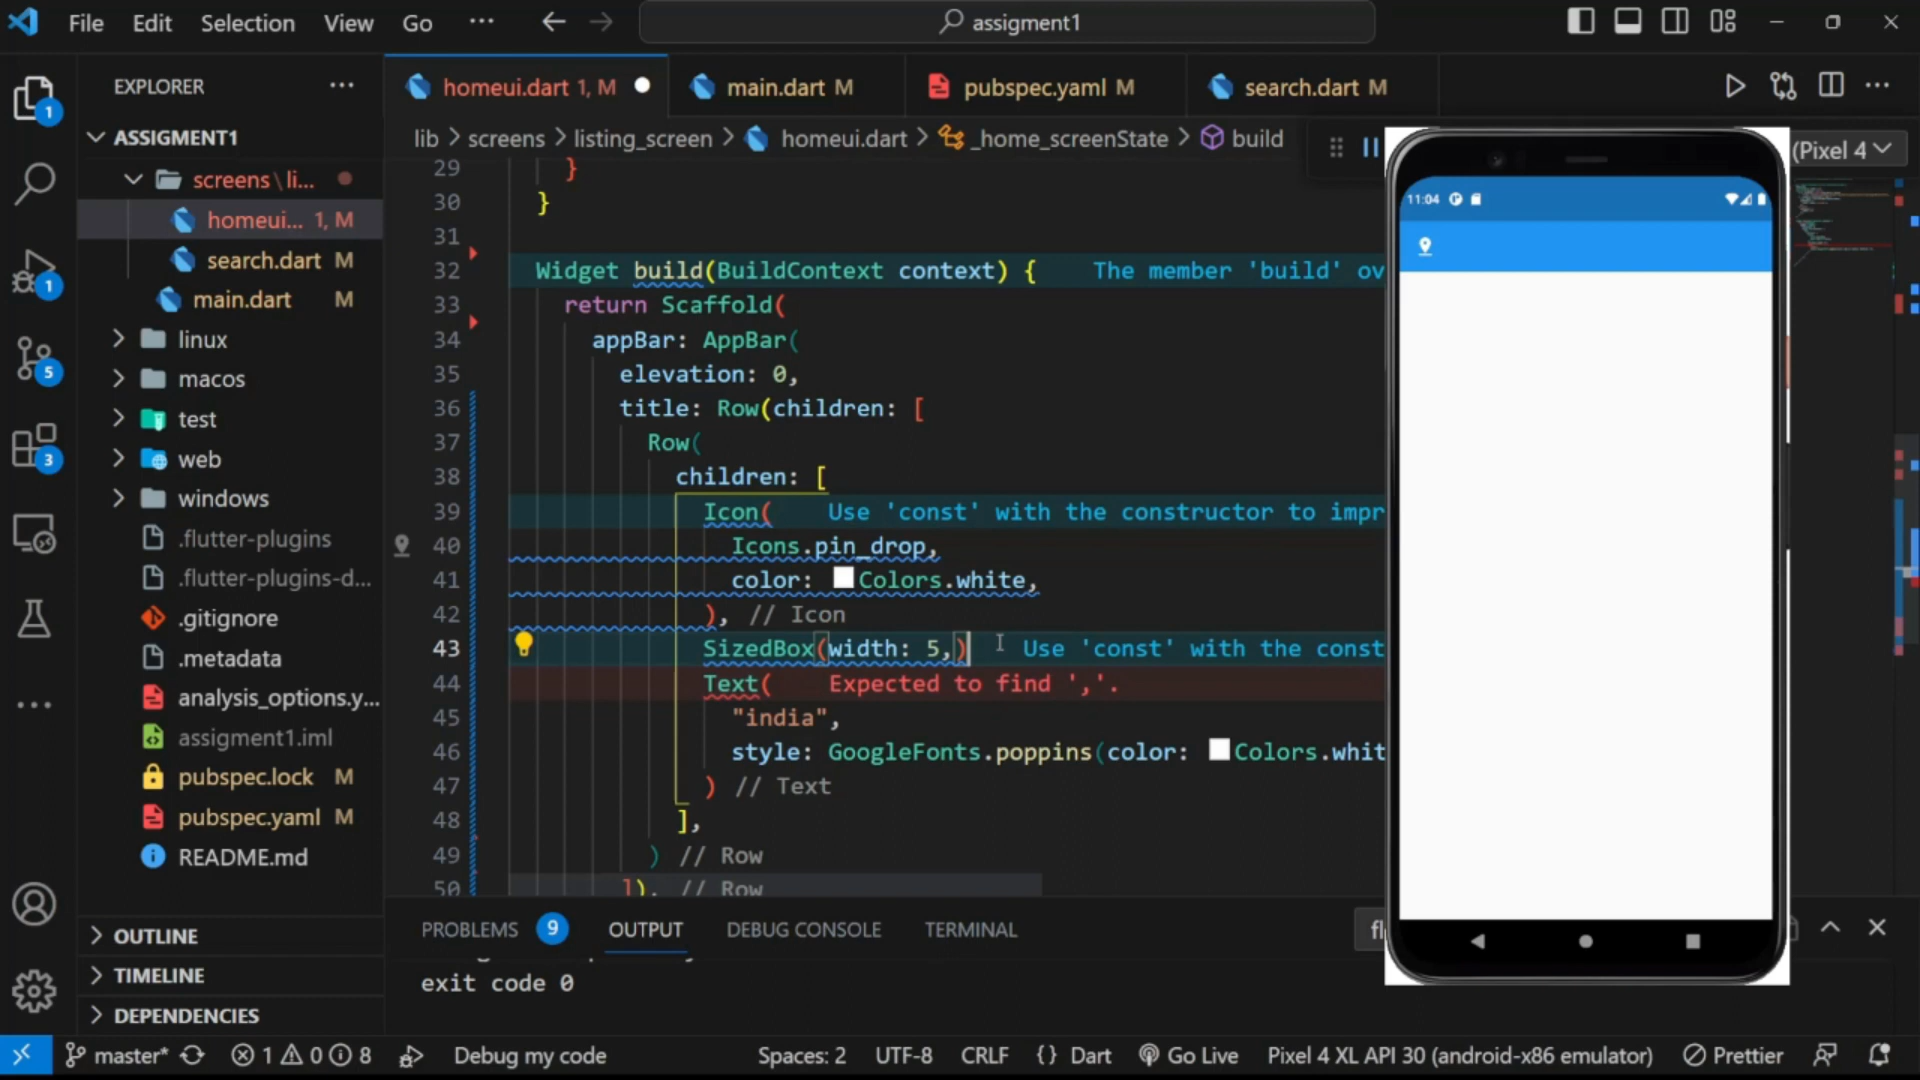 File Edit Selection View Go ··· assigment1
EXPLORER ···
homeui.dart 1, M main.dart M pubspec.yaml M search.dart M
ASSIGMENT1
lib > screens > listing_screen > homeui.dart > _home_screenState > build
(Pixel 4
screens\li...
homeui... 1, M
search.dart M
main.dart M
linux
macos
test
web
windows
.flutter-plugins
.flutter-plugins-d...
.gitignore
.metadata
analysis_options.y...
assigment1.iml
pubspec.lock M
pubspec.yaml M
README.md
OUTLINE
TIMELINE
DEPENDENCIES
1
1
5
3
29 }
30 }
31
32 Widget build(BuildContext context) { The member 'build' ov
33 return Scaffold(
34 appBar: AppBar(
35 elevation: 0,
36 title: Row(children: [
37 Row(
38 children: [
39 Icon( Use 'const' with the constructor to impr
40 Icons.pin_drop,
41 color: Colors.white,
42 ), // Icon
43 SizedBox(width: 5,) Use 'const' with the const
44 Text( Expected to find ','.
45 "india",
46 style: GoogleFonts.poppins(color: Colors.whit
47 ) // Text
48 ],
49 ) // Row
50 ]), // Row
11:04
PROBLEMS 9 OUTPUT DEBUG CONSOLE TERMINAL
fl
exit code 0
master* 1 0 8 Debug my code Spaces: 2 UTF-8 CRLF {} Dart Go Live Pixel 4 XL API 30 (android-x86 emulator) Prettier